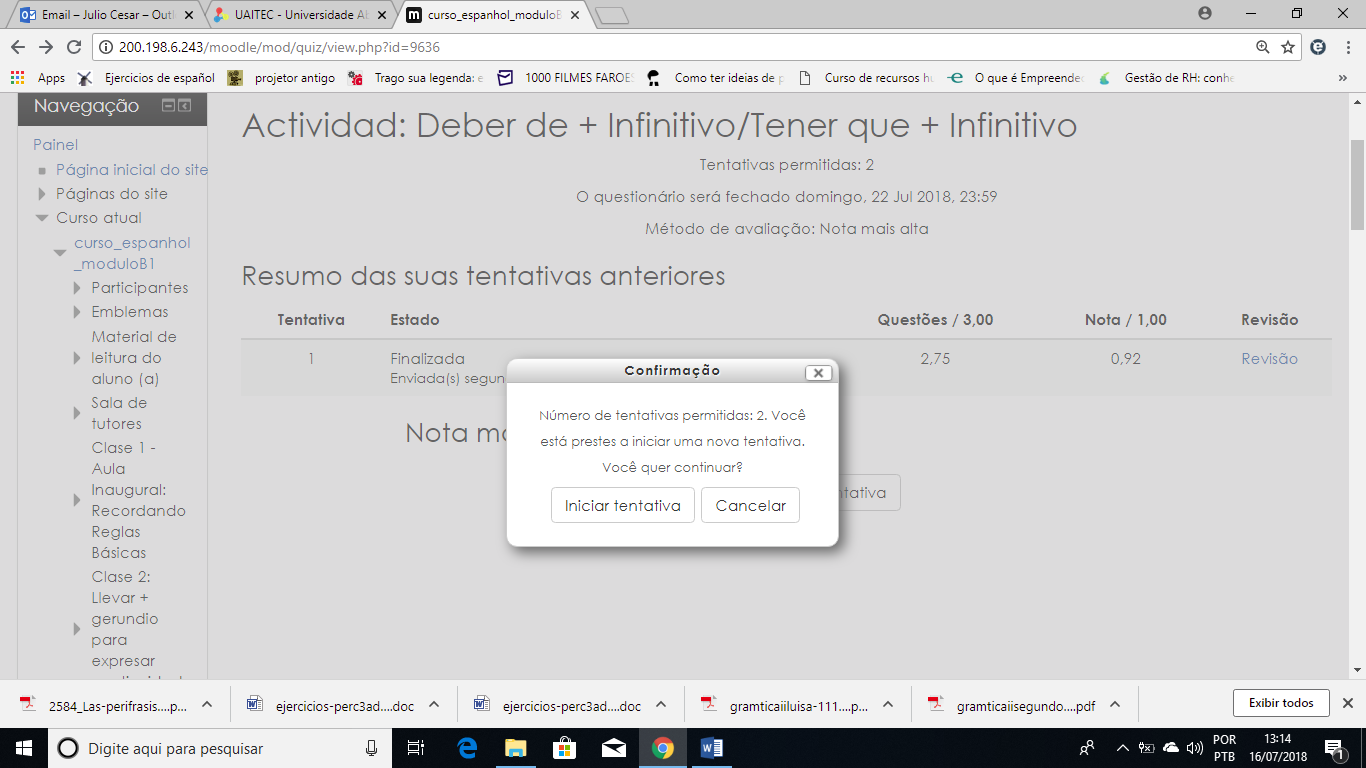 Email – Julio Cesar – Outl
UAITEC - Universidade Ab
curso_espanhol_moduloB
200.198.6.243/moodle/mod/quiz/view.php?id=9636
Apps
Ejercicios de español
projetor antigo
Trago sua legenda: e
1000 FILMES FAROES
Como ter ideias de p
Curso de recursos hu
O que é Empreende
Gestão de RH: conhe
Navegação
Painel
Página inicial do site
Páginas do site
Curso atual
curso_espanhol
_moduloB1
Participantes
Emblemas
Material de
leitura do
aluno (a)
Sala de
tutores
Clase 1 -
Aula
Inaugural:
Recordando
Reglas
Básicas
Clase 2:
Llevar +
gerundio
para
expresar
Actividad: Deber de + Infinitivo/Tener que + Infinitivo
Tentativas permitidas: 2
O questionário será fechado domingo, 22 Jul 2018, 23:59
Método de avaliação: Nota mais alta
Resumo das suas tentativas anteriores
Tentativa Estado Questões / 3,00 Nota / 1,00 Revisão
1 Finalizada 2,75 0,92 Revisão
Enviada(s) segun
Nota ma
ntativa
Confirmação
Número de tentativas permitidas: 2. Você
está prestes a iniciar uma nova tentativa.
Você quer continuar?
Iniciar tentativa Cancelar
2584_Las-perifrasis....p...
ejercicios-perc3ad....doc
ejercicios-perc3ad....doc
gramticaiiluisa-111....p...
gramticaiisegundo....pdf
Exibir todos
Digite aqui para pesquisar
POR
PTB
13:14
16/07/2018
1